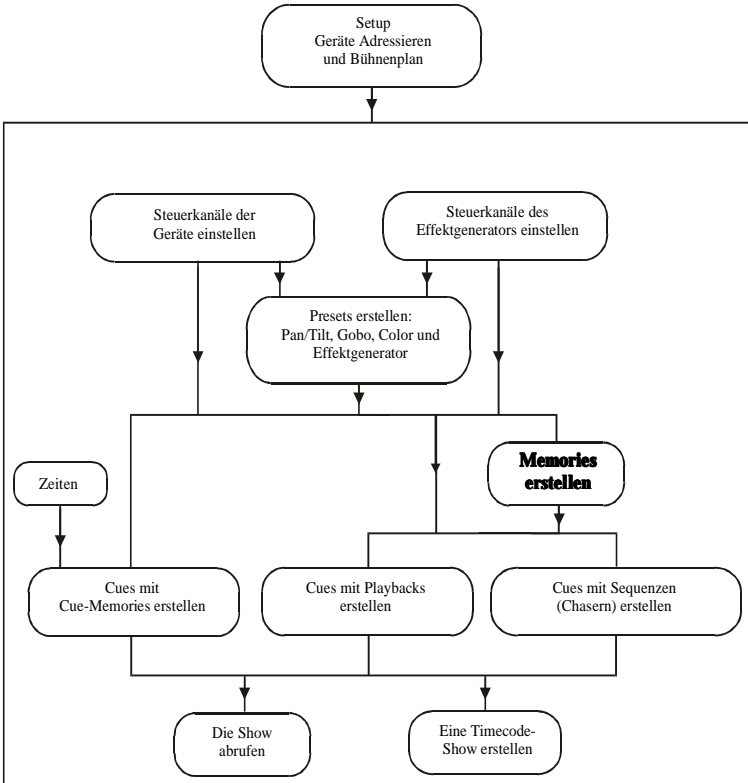 Setup
Geräte Adressieren
und Bühnenplan
Steuerkanäle der
Geräte einstellen
Steuerkanäle des
Effektgenerators einstellen
Presets erstellen:
Pan/Tilt, Gobo, Color und
Effektgenerator
Memories
erstellen
Zeiten
Cues mit
Cue-Memories erstellen
Cues mit Playbacks
erstellen
Cues mit Sequenzen
(Chasern) erstellen
Die Show
abrufen
Eine Timecode-
Show erstellen